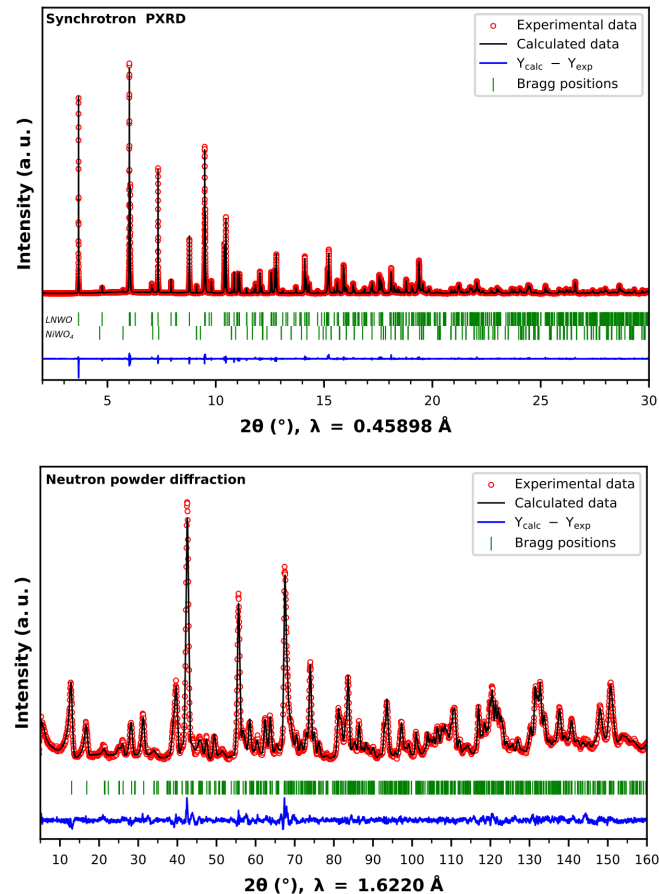 Synchrotron PXRD
Experimental data
Calculated data
Y_calc − Y_exp
Bragg positions
Intensity (a. u.)
LNWO
NiWO₄
5 10 15 20 25 30
2θ (°), λ = 0.45898 Å
Neutron powder diffraction
Experimental data
Calculated data
Y_calc − Y_exp
Bragg positions
Intensity (a. u.)
10 20 30 40 50 60 70 80 90 100 110 120 130 140 150 160
2θ (°), λ = 1.6220 Å